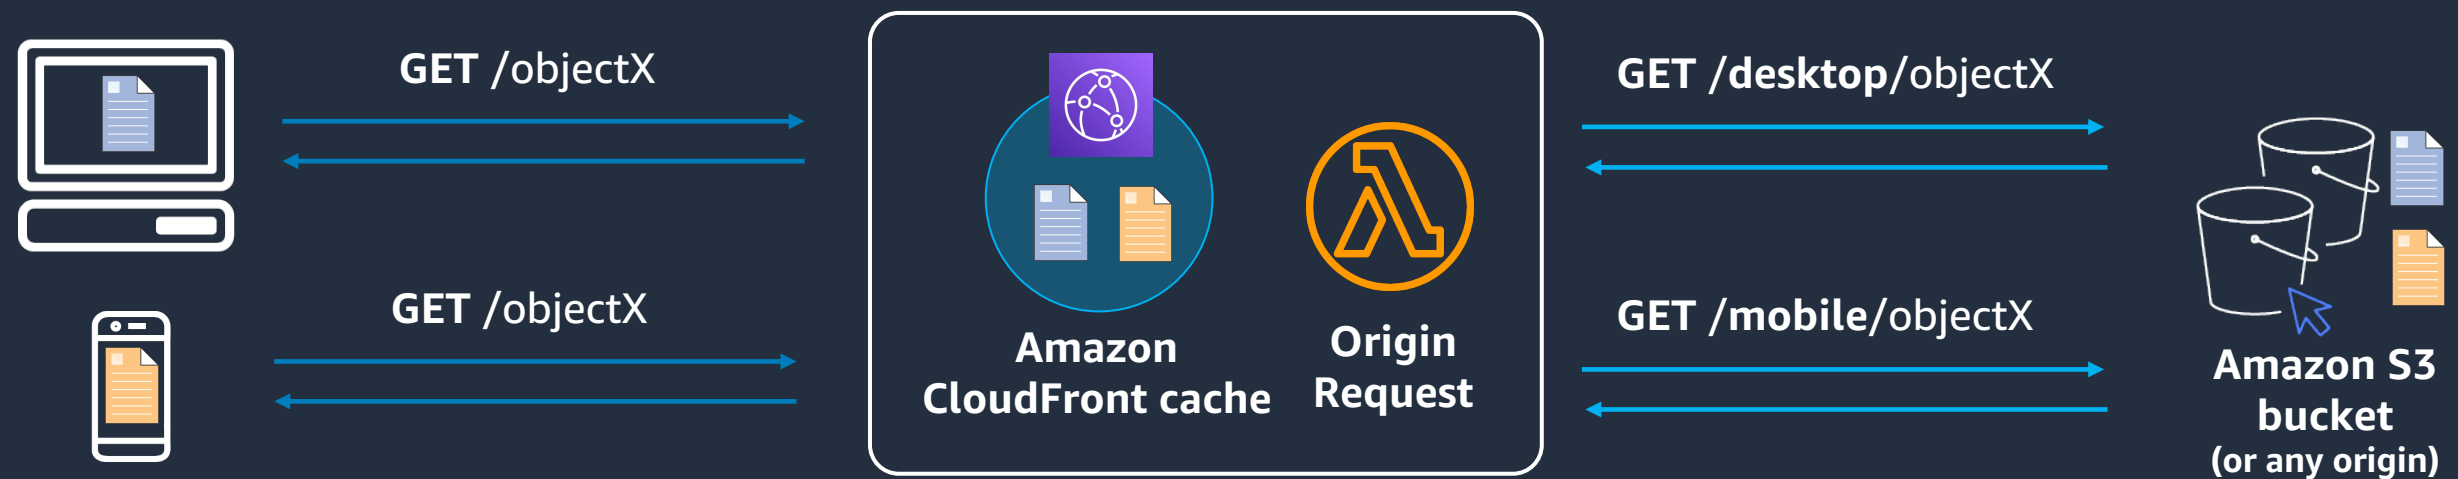 GET /objectX
GET /objectX
Amazon
CloudFront cache
Origin
Request
GET /desktop/objectX
GET /mobile/objectX
Amazon S3
bucket
(or any origin)